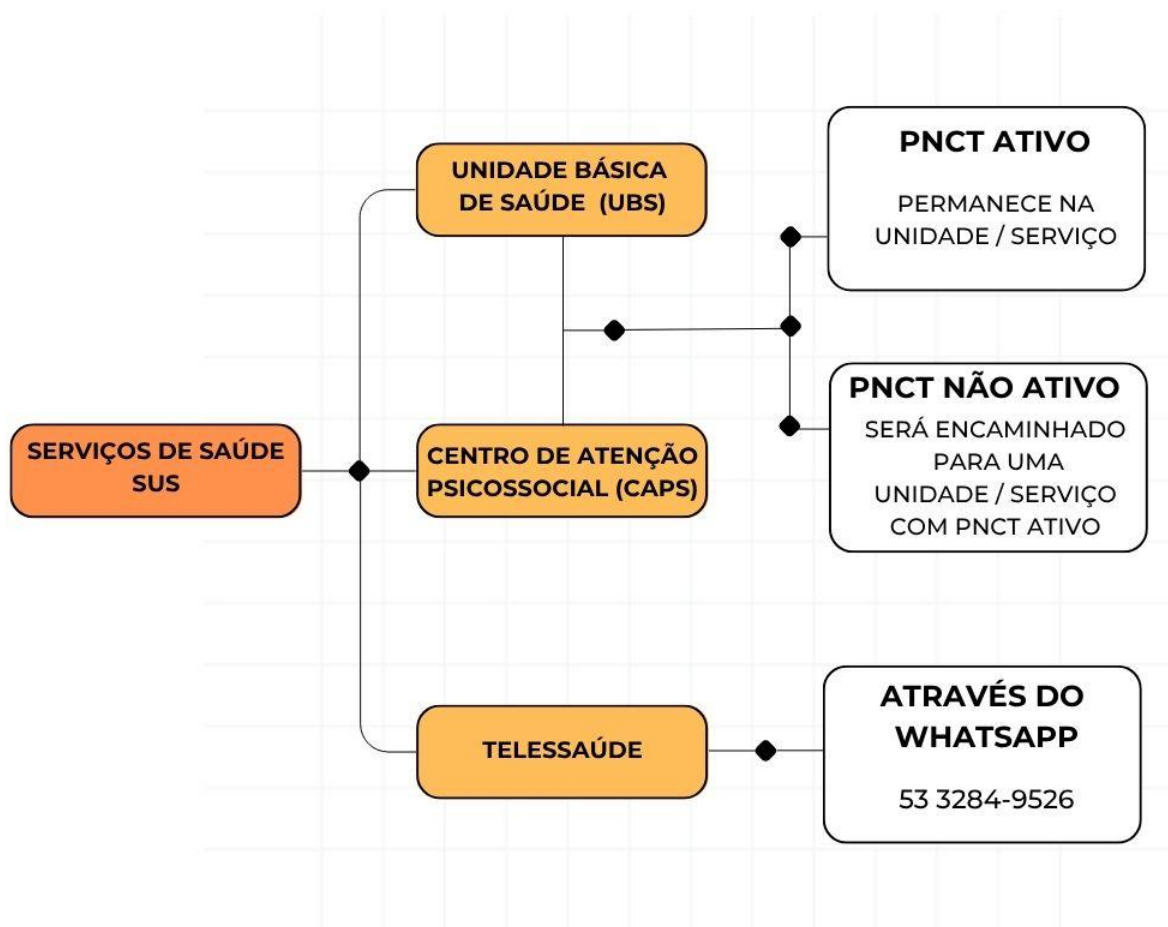 SERVIÇOS DE SAÚDE
SUS
UNIDADE BÁSICA
DE SAÚDE (UBS)
CENTRO DE ATENÇÃO
PSICOSSOCIAL (CAPS)
TELESSAÚDE
PNCT ATIVO
PERMANECE NA
UNIDADE / SERVIÇO
PNCT NÃO ATIVO
SERÁ ENCAMINHADO
PARA UMA
UNIDADE / SERVIÇO
COM PNCT ATIVO
ATRAVÉS DO
WHATSAPP
53 3284-9526